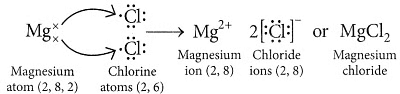 Mg ×× ·Cl: ·Cl: → Mg²⁺ 2[:Cl:]⁻ or MgCl₂
Magnesium atom (2, 8, 2)
Chlorine atoms (2, 6)
Magnesium ion (2, 8)
Chloride ions (2, 8)
Magnesium chloride